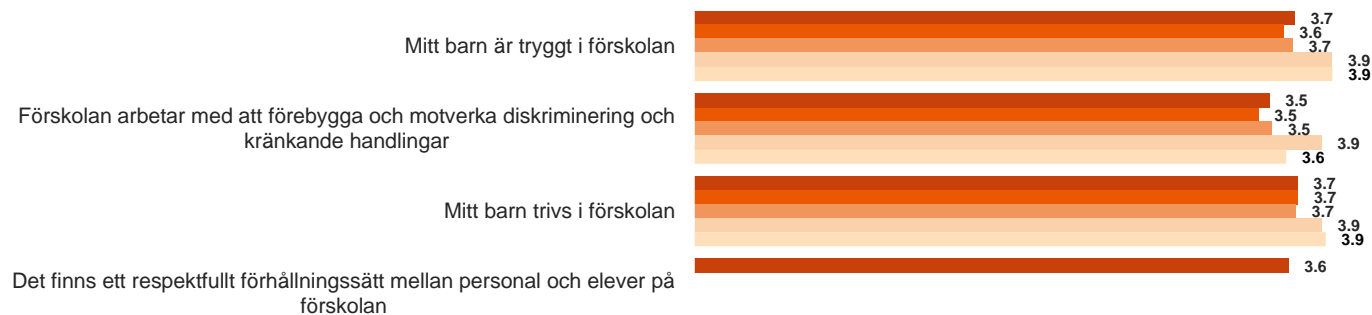 3.7
3.6
Mitt barn är tryggt i förskolan
3.7
3.9
3.9
3.5
Förskolan arbetar med att förebygga och motverka diskriminering och
kränkande handlingar
3.5
3.5
3.9
3.6
3.7
3.7
Mitt barn trivs i förskolan
3.7
3.9
3.9
Det finns ett respektfullt förhållningssätt mellan personal och elever på
förskolan
3.6